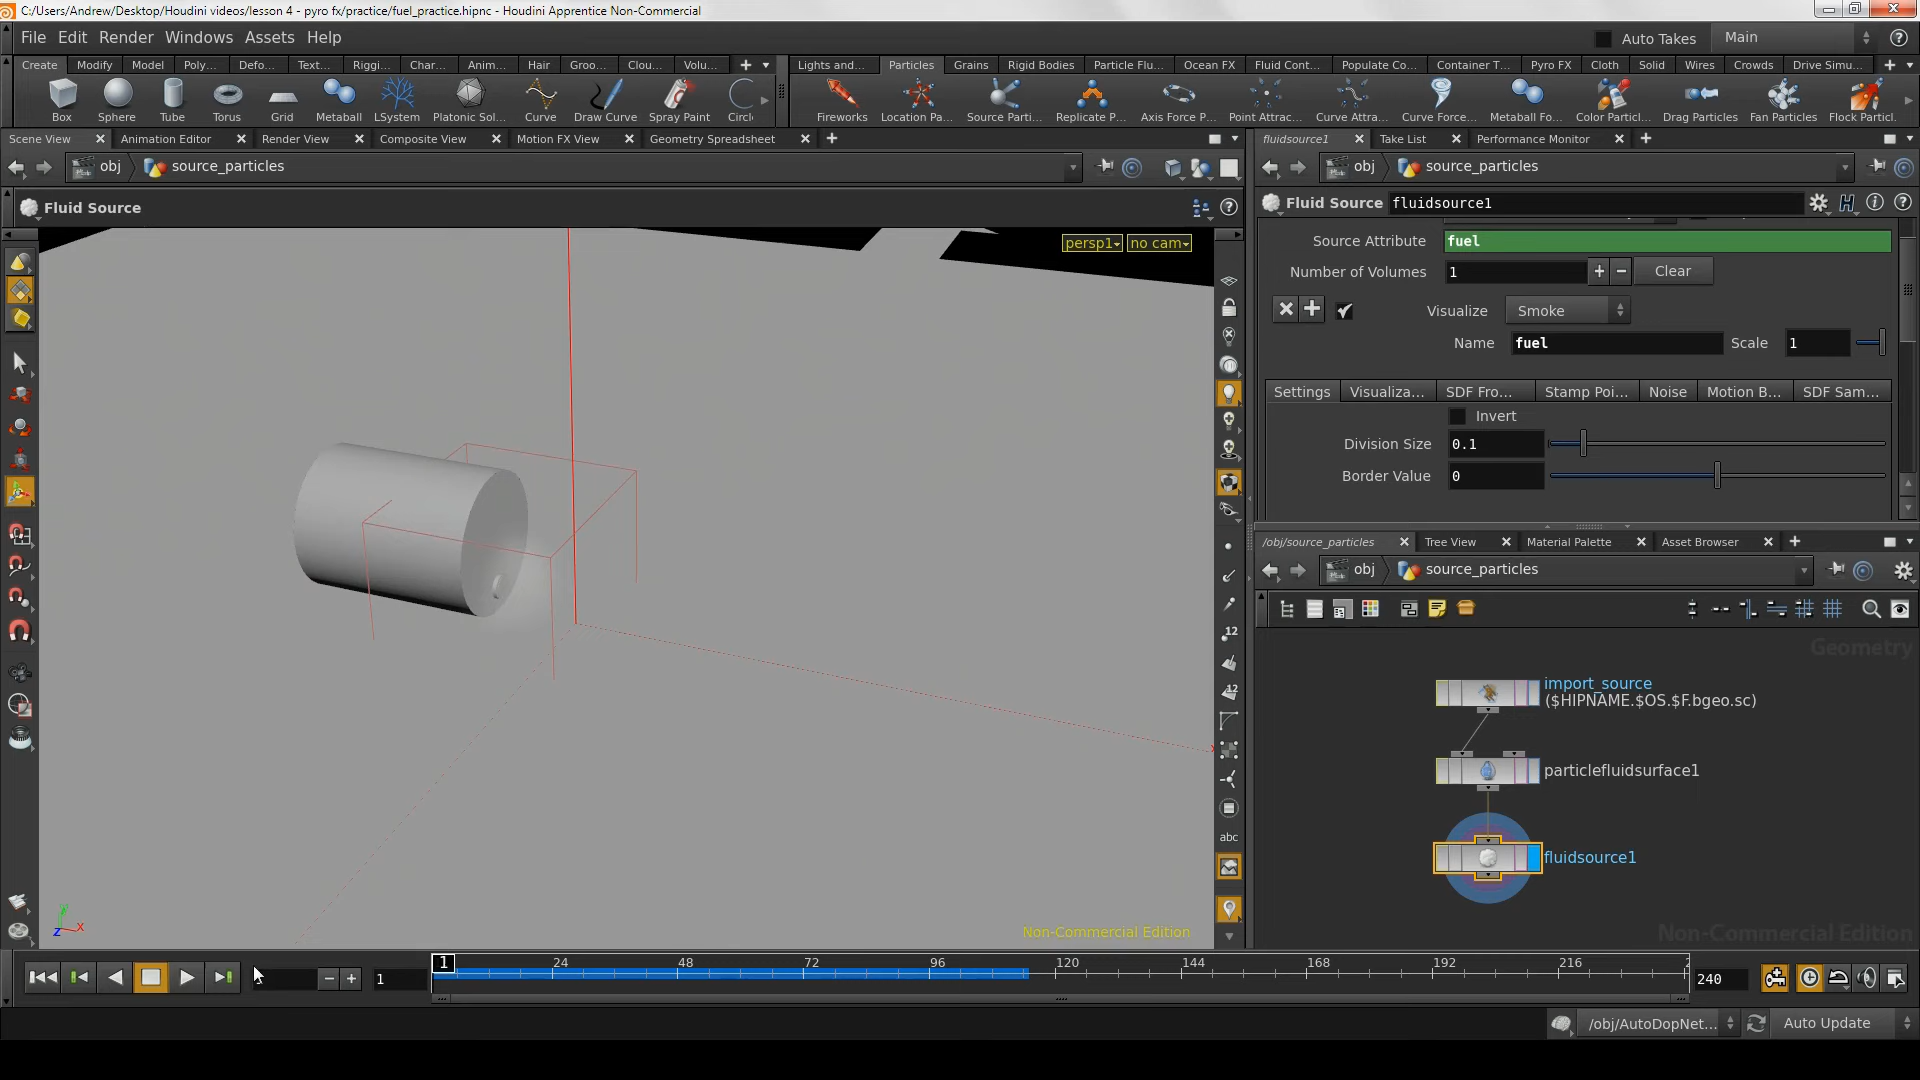 C:/Users/Andrew/Desktop/Houdini videos/lesson 4 - pyro fx/practice/fuel_practice.hipnc - Houdini Apprentice Non-Commercial
File Edit Render Windows Assets Help
Auto Takes Main
Create Modify Model Poly... Defo... Text... Riggi... Char... Anim... Hair Groo... Clou... Volu...
Lights and... Particles Grains Rigid Bodies Particle Flu... Ocean FX Fluid Cont... Populate Co... Container T... Pyro FX Cloth Solid Wires Crowds Drive Simu...
Box Sphere Tube Torus Grid Metaball LSystem Platonic Sol... Curve Draw Curve Spray Paint Circl
Fireworks Location Pa... Source Parti... Replicate P... Axis Force P... Point Attrac... Curve Attra... Curve Force... Metaball Fo... Color Particl... Drag Particles Fan Particles Flock Particl.
Scene View Animation Editor Render View Composite View Motion FX View Geometry Spreadsheet
fluidsource1 Take List Performance Monitor
obj source_particles
obj source_particles
Fluid Source
Fluid Source fluidsource1
persp1 no cam
Source Attribute fuel
Number of Volumes 1 Clear
Visualize Smoke
Name fuel Scale 1
Settings Visualiza... SDF Fro... Stamp Poi... Noise Motion B... SDF Sam...
Invert
Division Size 0.1
Border Value 0
/obj/source_particles Tree View Material Palette Asset Browser
obj source_particles
12
12
abc
Geometry
import_source
($HIPNAME.$OS.$F.bgeo.sc)
particlefluidsurface1
fluidsource1
y x z
Non-Commercial Edition
Non-Commercial Edition
1 1 24 48 72 96 120 144 168 192 216 2 240
/obj/AutoDopNet... Auto Update